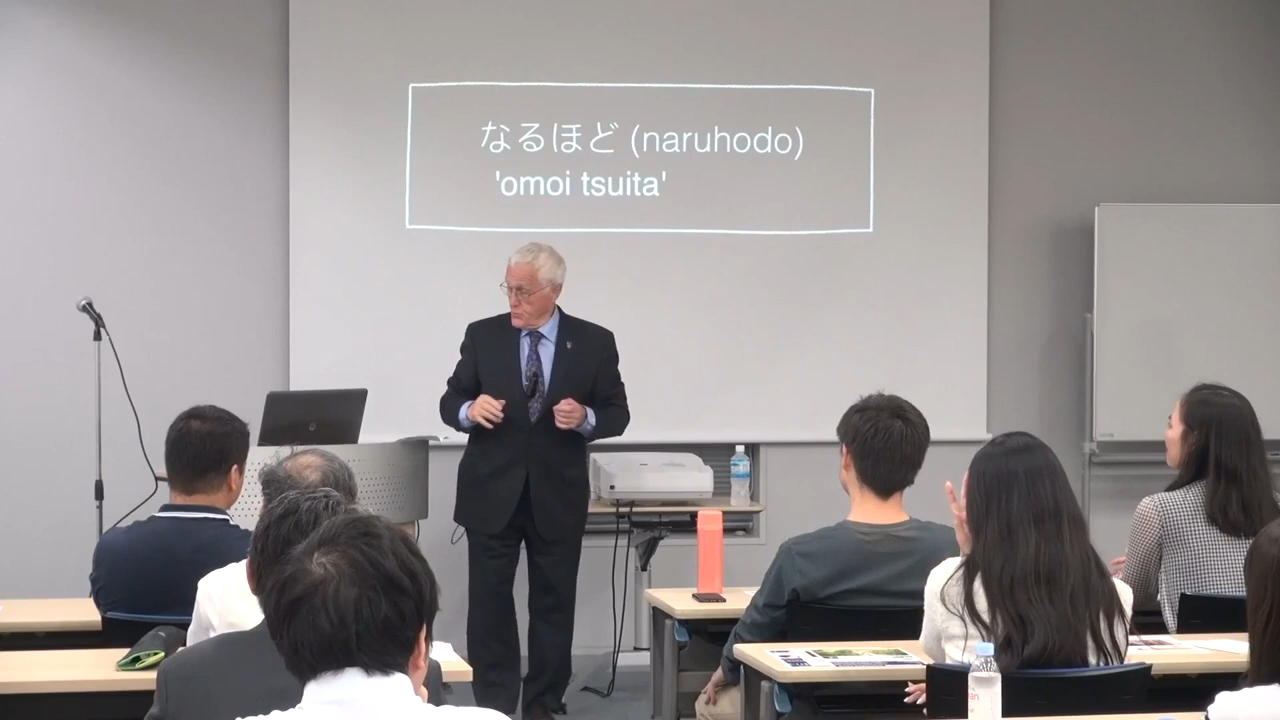 なるほど (naruhodo)
'omoi tsuita'